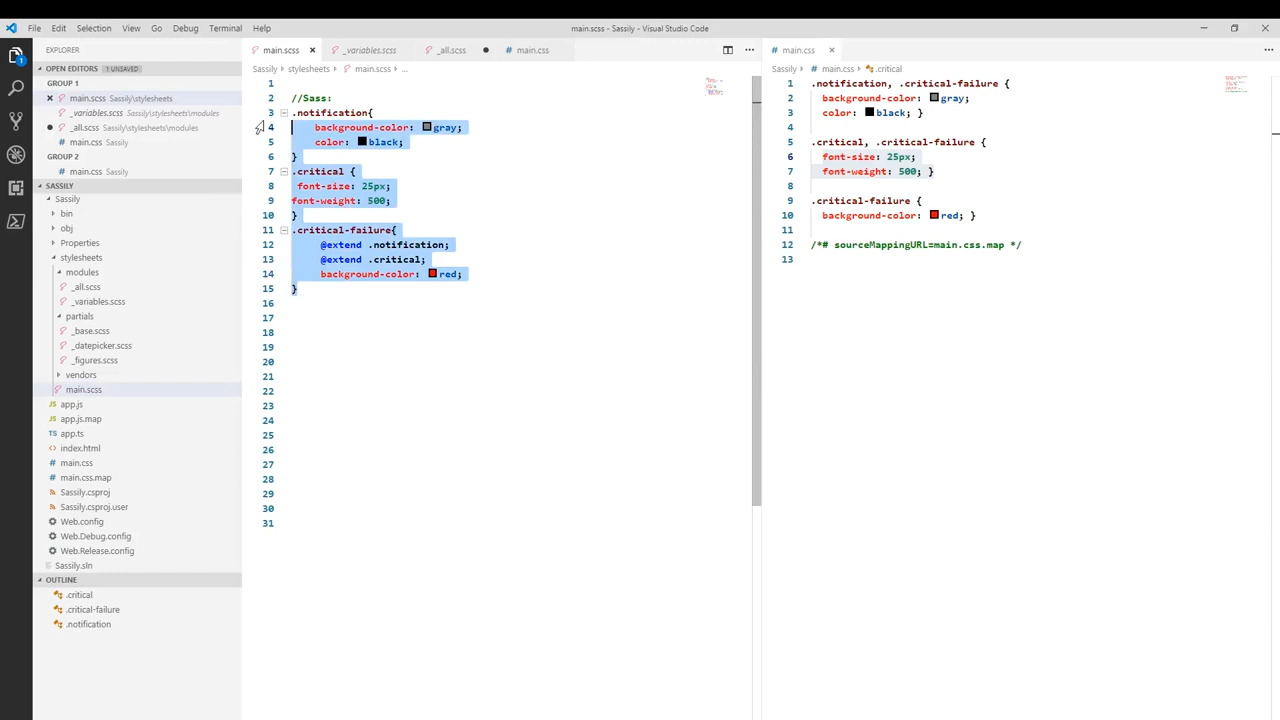 File Edit Selection View Go Debug Terminal Help
main.scss - Sassily - Visual Studio Code
EXPLORER
OPEN EDITORS 1 UNSAVED
GROUP 1
main.scss Sassily\stylesheets
_variables.scss Sassily\stylesheets\modules
_all.scss Sassily\stylesheets\modules
main.css Sassily
GROUP 2
main.css Sassily
SASSILY
Sassily
bin
obj
Properties
stylesheets
modules
_all.scss
_variables.scss
partials
_base.scss
_datepicker.scss
_figures.scss
vendors
main.scss
app.js
app.js.map
app.ts
index.html
main.css
main.css.map
Sassily.csproj
Sassily.csproj.user
Web.config
Web.Debug.config
Web.Release.config
Sassily.sln
OUTLINE
.critical
.critical-failure
.notification
1
main.scss _variables.scss _all.scss main.css
Sassily stylesheets main.scss ...
1
2 //Sass:
3 .notification{
4 background-color: gray;
5 color: black;
6 }
7 .critical {
8 font-size: 25px;
9 font-weight: 500;
10 }
11 .critical-failure{
12 @extend .notification;
13 @extend .critical;
14 background-color: red;
15 }
16
17
18
19
20
21
22
23
24
25
26
27
28
29
30
31
main.css
Sassily main.css .critical
1 .notification, .critical-failure {
2 background-color: gray;
3 color: black; }
4
5 .critical, .critical-failure {
6 font-size: 25px;
7 font-weight: 500; }
8
9 .critical-failure {
10 background-color: red; }
11
12 /*# sourceMappingURL=main.css.map */
13